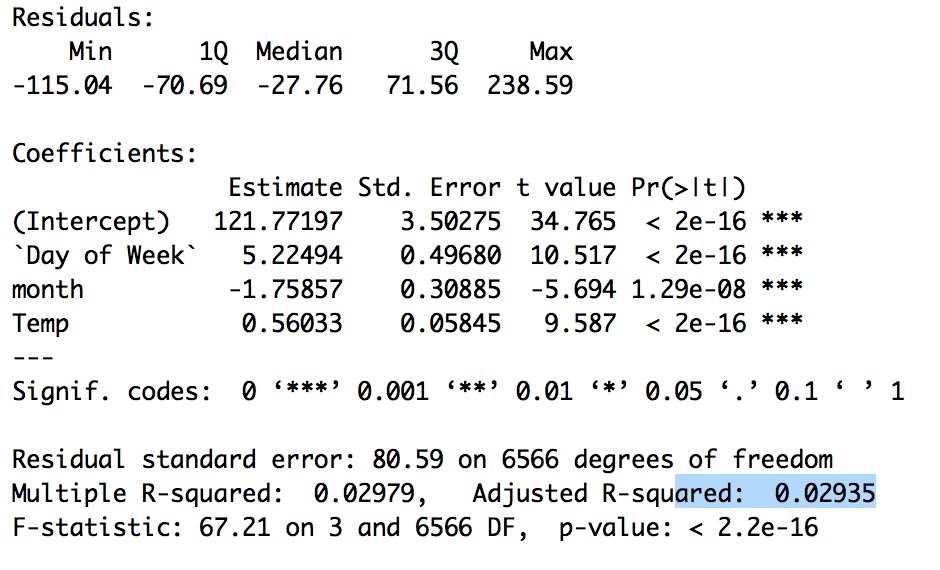 Residuals:
    Min      1Q  Median      3Q     Max
-115.04  -70.69  -27.76   71.56  238.59
Coefficients:
              Estimate Std. Error t value Pr(>|t|)
(Intercept)  121.77197    3.50275  34.765  < 2e-16 ***
`Day of Week`  5.22494    0.49680  10.517  < 2e-16 ***
month         -1.75857    0.30885  -5.694 1.29e-08 ***
Temp           0.56033    0.05845   9.587  < 2e-16 ***
---
Signif. codes:  0 ‘***’ 0.001 ‘**’ 0.01 ‘*’ 0.05 ‘.’ 0.1 ‘ ’ 1
Residual standard error: 80.59 on 6566 degrees of freedom
Multiple R-squared:  0.02979,	Adjusted R-squared:  0.02935
F-statistic: 67.21 on 3 and 6566 DF,  p-value: < 2.2e-16